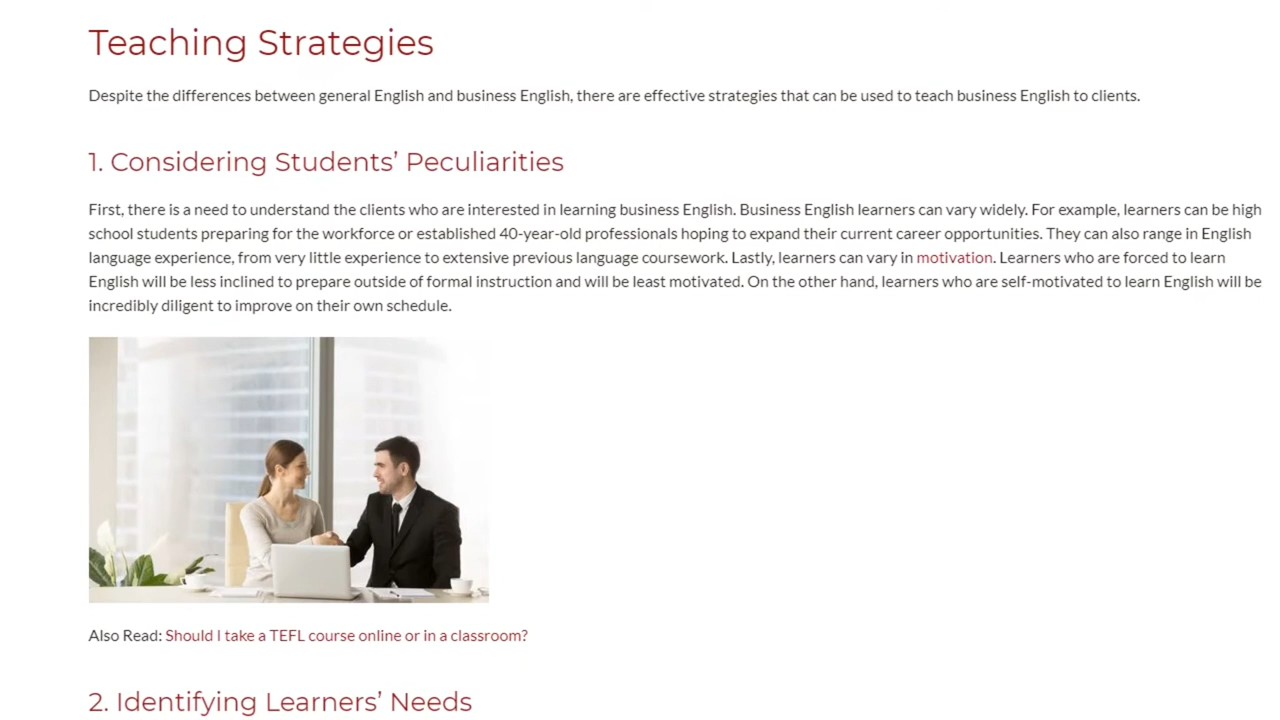 Teaching Strategies
Despite the differences between general English and business English, there are effective strategies that can be used to teach business English to clients.
1. Considering Students’ Peculiarities
First, there is a need to understand the clients who are interested in learning business English. Business English learners can vary widely. For example, learners can be high
school students preparing for the workforce or established 40-year-old professionals hoping to expand their current career opportunities. They can also range in English
language experience, from very little experience to extensive previous language coursework. Lastly, learners can vary in motivation. Learners who are forced to learn
English will be less inclined to prepare outside of formal instruction and will be least motivated. On the other hand, learners who are self-motivated to learn English will be
incredibly diligent to improve on their own schedule.
Also Read: Should I take a TEFL course online or in a classroom?
2. Identifying Learners’ Needs